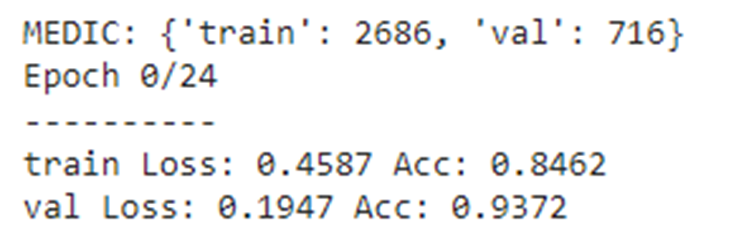 MEDIC: {'train': 2686, 'val': 716}
Epoch 0/24
----------
train Loss: 0.4587 Acc: 0.8462
val Loss: 0.1947 Acc: 0.9372